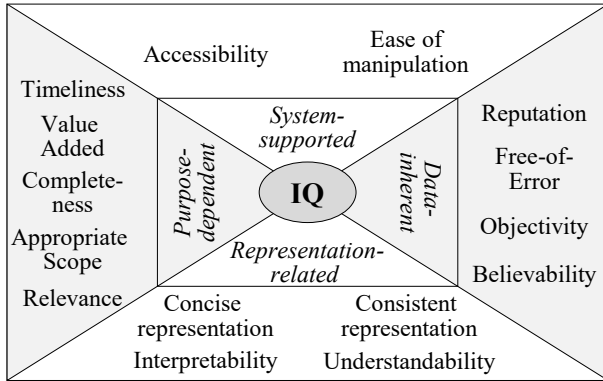 Accessibility
Ease of
manipulation
Timeliness
Value
Added
Complete-
ness
Appropriate
Scope
Relevance
Purpose-
dependent
System-
supported
IQ
Representation-
related
Data-
inherent
Reputation
Free-of-
Error
Objectivity
Believability
Concise
representation
Interpretability
Consistent
representation
Understandability